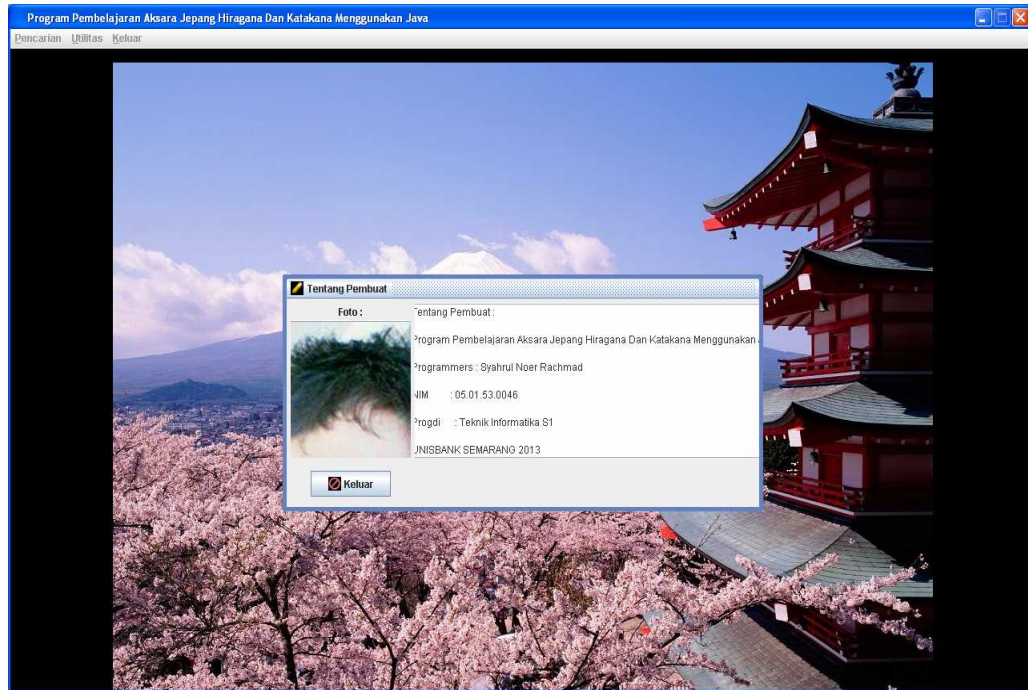 Program Pembelajaran Aksara Jepang Hiragana Dan Katakana Menggunakan Java
Pencarian Utilitas Keluar
Tentang Pembuat
Foto :
Tentang Pembuat :
Program Pembelajaran Aksara Jepang Hiragana Dan Katakana Menggunakan
Programmers : Syahrul Noer Rachmad
NIM : 05.01.53.0046
Progdi : Teknik Informatika S1
UNISBANK SEMARANG 2013
Keluar